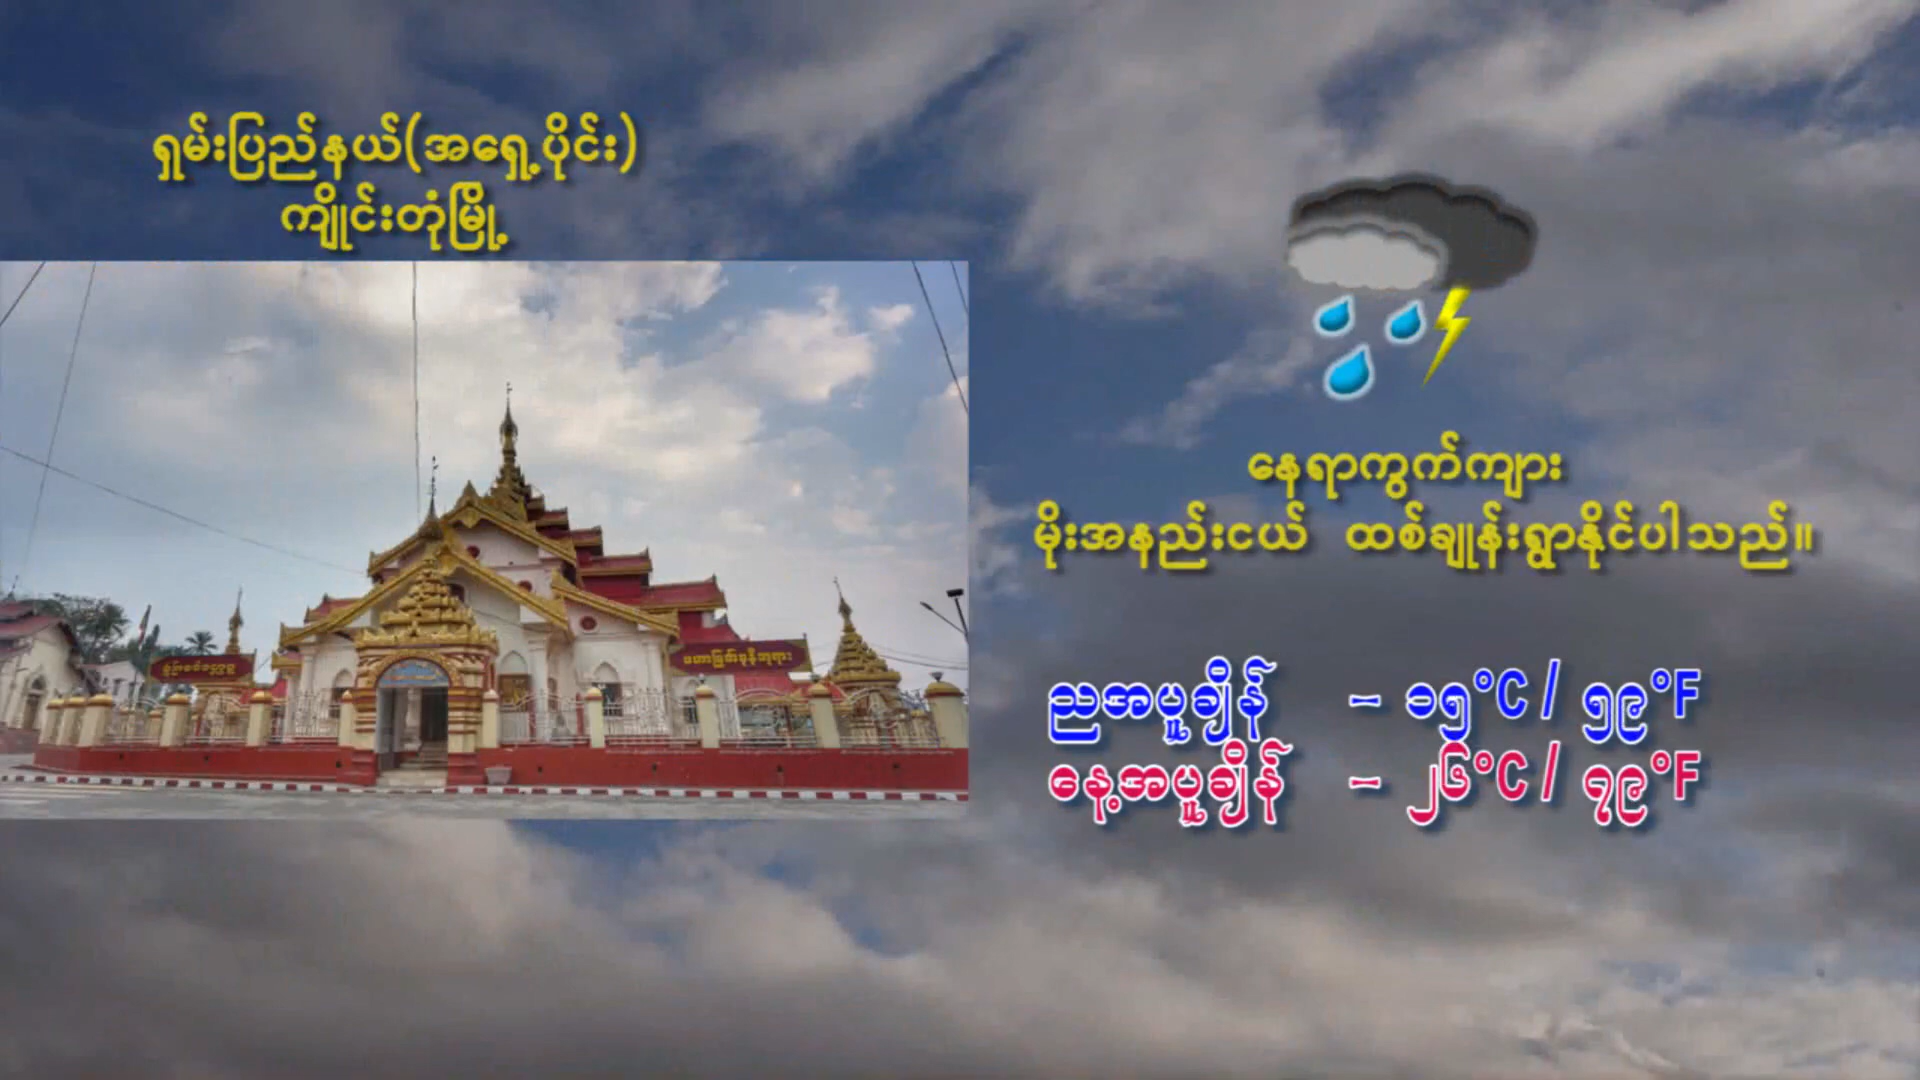 ရှမ်းပြည်နယ်(အရှေ့ပိုင်း)
ကျိုင်းတုံမြို့
နေရာကွက်ကျား
မိုးအနည်းငယ် ထစ်ချုန်းရွာနိုင်ပါသည်။
ညအပူချိန် - ၁၅°C / ၅၉°F
နေ့အပူချိန် - ၂၆°C / ၇၉°F